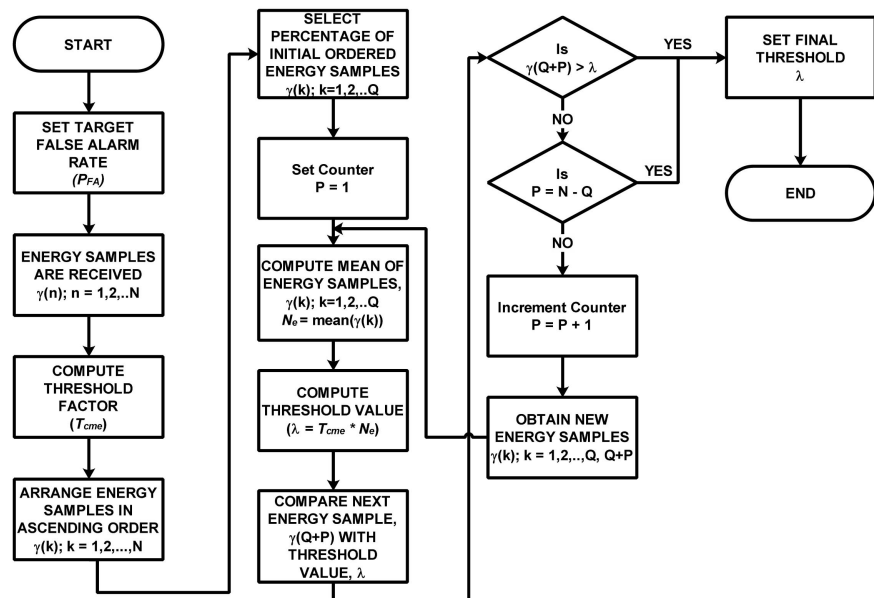 START
SET TARGET
FALSE ALARM
RATE
(PFA)
ENERGY SAMPLES
ARE RECEIVED
γ(n); n = 1,2,..N
COMPUTE
THRESHOLD
FACTOR
(Tcme)
ARRANGE ENERGY
SAMPLES IN
ASCENDING ORDER
γ(k); k = 1,2,...,N
SELECT
PERCENTAGE OF
INITIAL ORDERED
ENERGY SAMPLES
γ(k); k=1,2,..Q
Set Counter
P = 1
COMPUTE MEAN OF
ENERGY SAMPLES,
γ(k); k=1,2,..Q
Ne = mean(γ(k))
COMPUTE
THRESHOLD VALUE
(λ = Tcme * Ne)
COMPARE NEXT
ENERGY SAMPLE,
γ(Q+P) WITH
THRESHOLD
VALUE, λ
Is
γ(Q+P) > λ
YES
NO
Is
P = N - Q
YES
NO
Increment Counter
P = P + 1
OBTAIN NEW
ENERGY SAMPLES
γ(k); k = 1,2,..,Q, Q+P
SET FINAL
THRESHOLD
λ
END